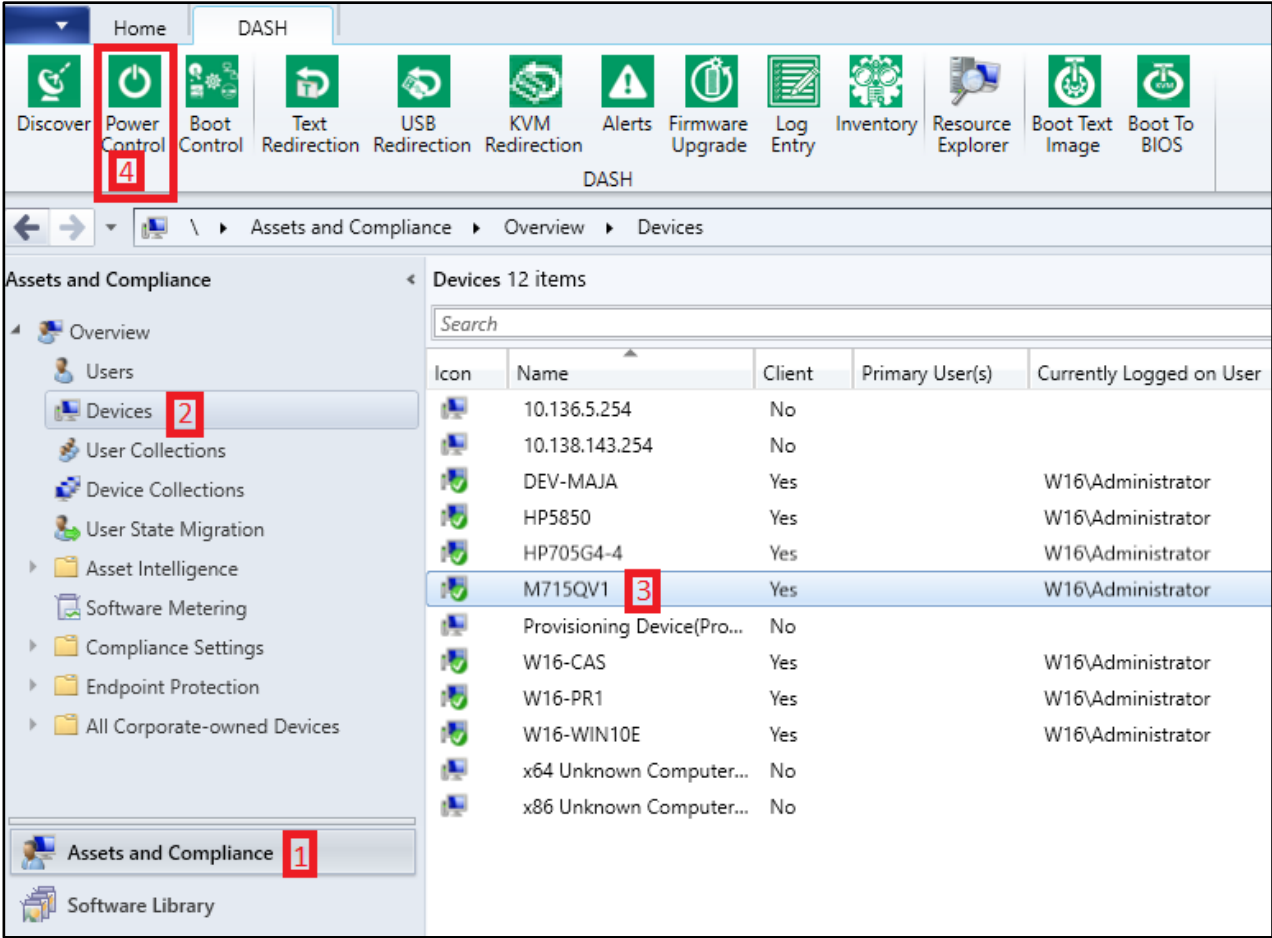 Home DASH
Discover Power Control Boot Control Text Redirection USB Redirection KVM Redirection Alerts Firmware Upgrade Log Entry Inventory Resource Explorer Boot Text Image Boot To BIOS
4
DASH
\ Assets and Compliance Overview Devices
Assets and Compliance
Overview
Users
Devices 2
User Collections
Device Collections
User State Migration
Asset Intelligence
Software Metering
Compliance Settings
Endpoint Protection
All Corporate-owned Devices
Assets and Compliance 1
Software Library
Devices 12 items
Search
Icon Name Client Primary User(s) Currently Logged on User
10.136.5.254 No
10.138.143.254 No
DEV-MAJA Yes W16\Administrator
HP5850 Yes W16\Administrator
HP705G4-4 Yes W16\Administrator
M715QV1 3 Yes W16\Administrator
Provisioning Device(Pro... No
W16-CAS Yes W16\Administrator
W16-PR1 Yes W16\Administrator
W16-WIN10E Yes W16\Administrator
x64 Unknown Computer... No
x86 Unknown Computer... No